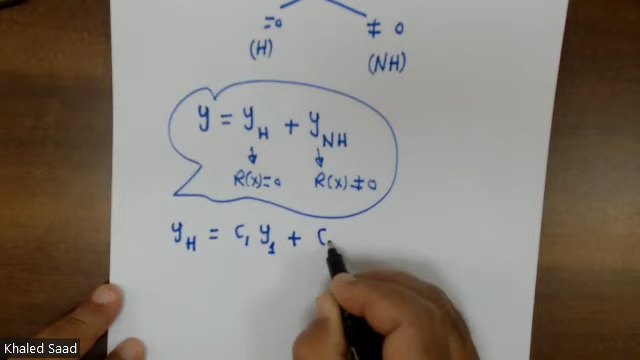 =0 ≠ 0
(H) (NH)
y = y_H + y_NH
↓ ↓
R(x)=0 R(x)≠0
y_H = c_1 y_1 + c
Khaled Saad